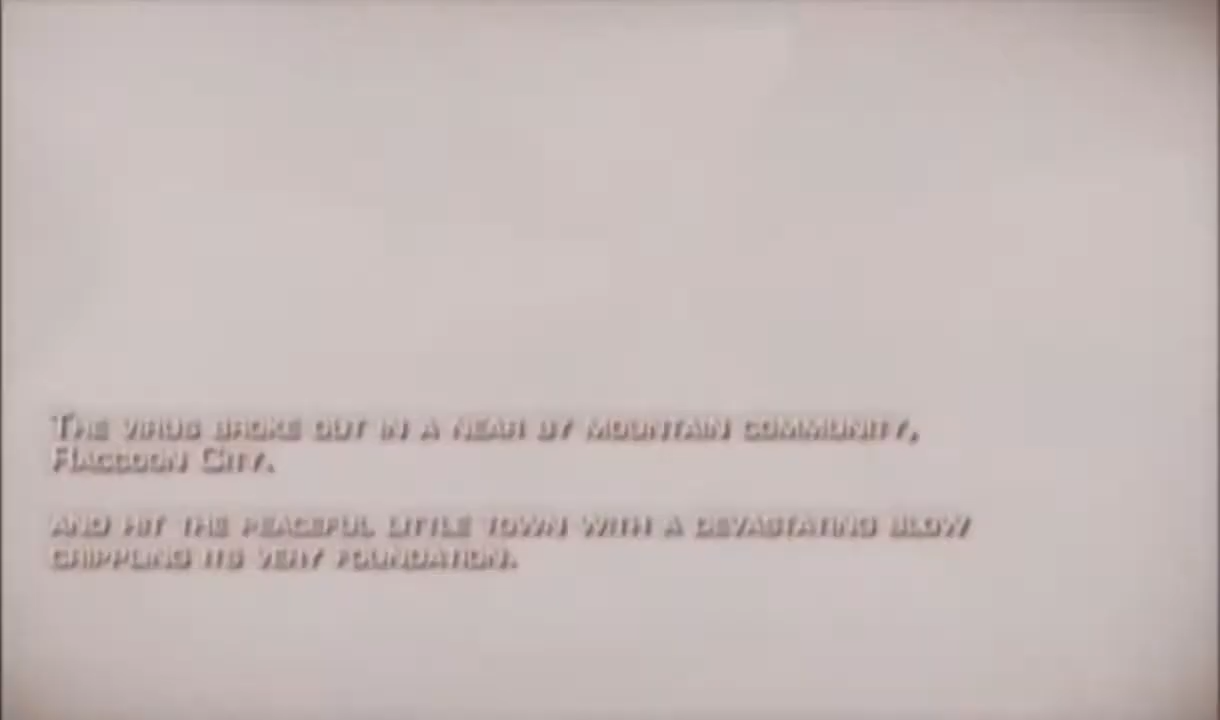 The virus broke out in a near by mountain community,
Raccoon City.
and hit the peaceful little town with a devastating blow
crippling its very foundation.